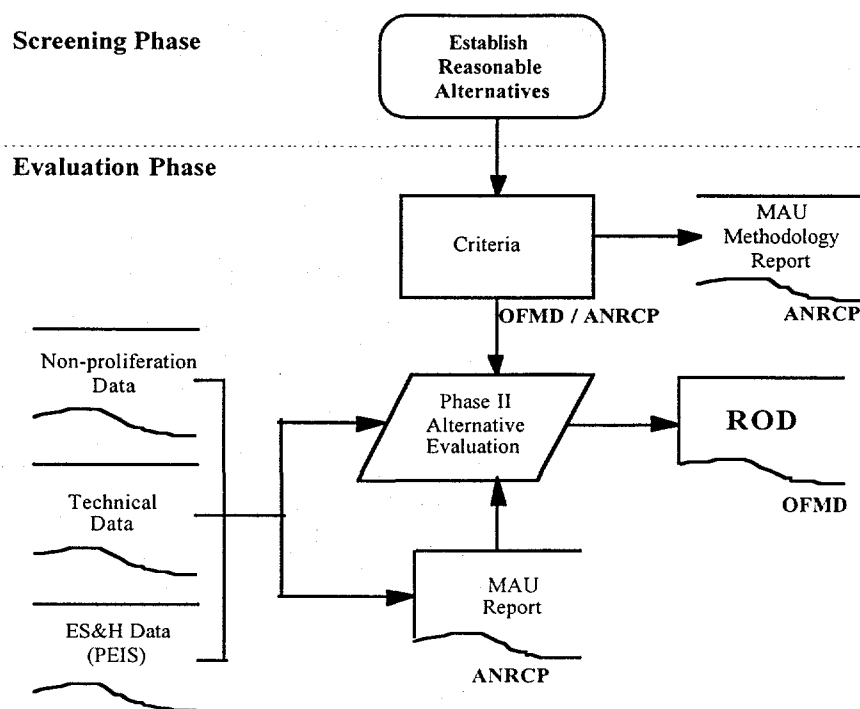 Screening Phase
Establish
Reasonable
Alternatives
Evaluation Phase
Criteria
OFMD / ANRCP
MAU
Methodology
Report
ANRCP
Non-proliferation
Data
Technical
Data
ES&H Data
(PEIS)
Phase II
Alternative
Evaluation
ROD
OFMD
MAU
Report
ANRCP